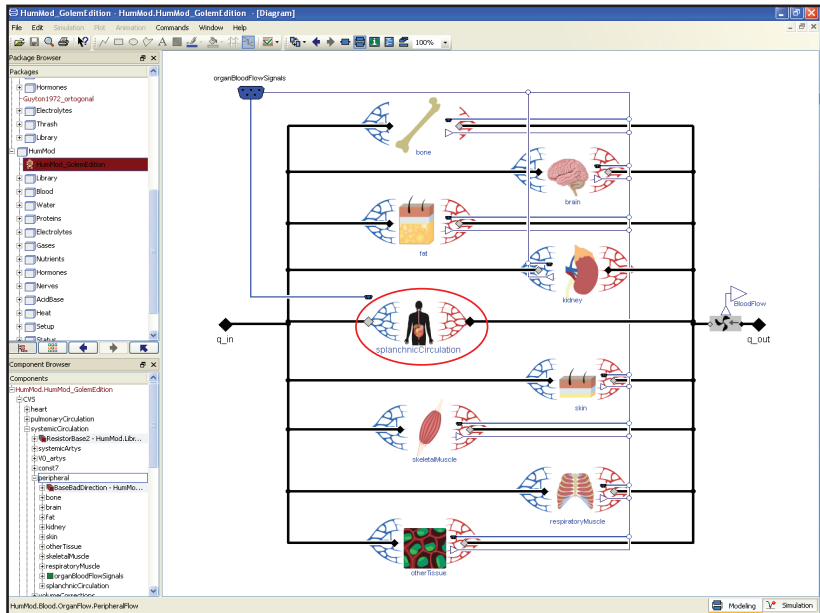 HumMod_GolemEdition - HumMod.HumMod_GolemEdition - [Diagram]
File Edit Simulation Plot Animation Commands Window Help
100%
Package Browser
Packages
Hormones
Guyton1972_ortogonal
Electrolytes
Thrash
Library
HumMod
HumMod_GolemEdition
Library
Blood
Water
Proteins
Electrolytes
Gases
Nutrients
Hormones
Nerves
AcidBase
Heat
Setup
Status
Component Browser
Components
HumMod.HumMod_GolemEdition
CVS
heart
pulmonaryCirculation
systemicCirculation
ResistorBase2 - HumMod.Libr...
systemicArtys
V0_artys
const7
peripheral
BaseBadDirection - HumMo...
bone
brain
fat
kidney
skin
otherTissue
skeletalMuscle
respiratoryMuscle
organBloodFlowSignals
splanchnicCirculation
volumeCorrections
organBloodFlowSignals
bone
brain
fat
kidney
BloodFlow
q_in
splanchnicCirculation
q_out
skin
skeletalMuscle
respiratoryMuscle
otherTissue
HumMod.Blood.OrganFlow.PeripheralFlow
Modeling
Simulation